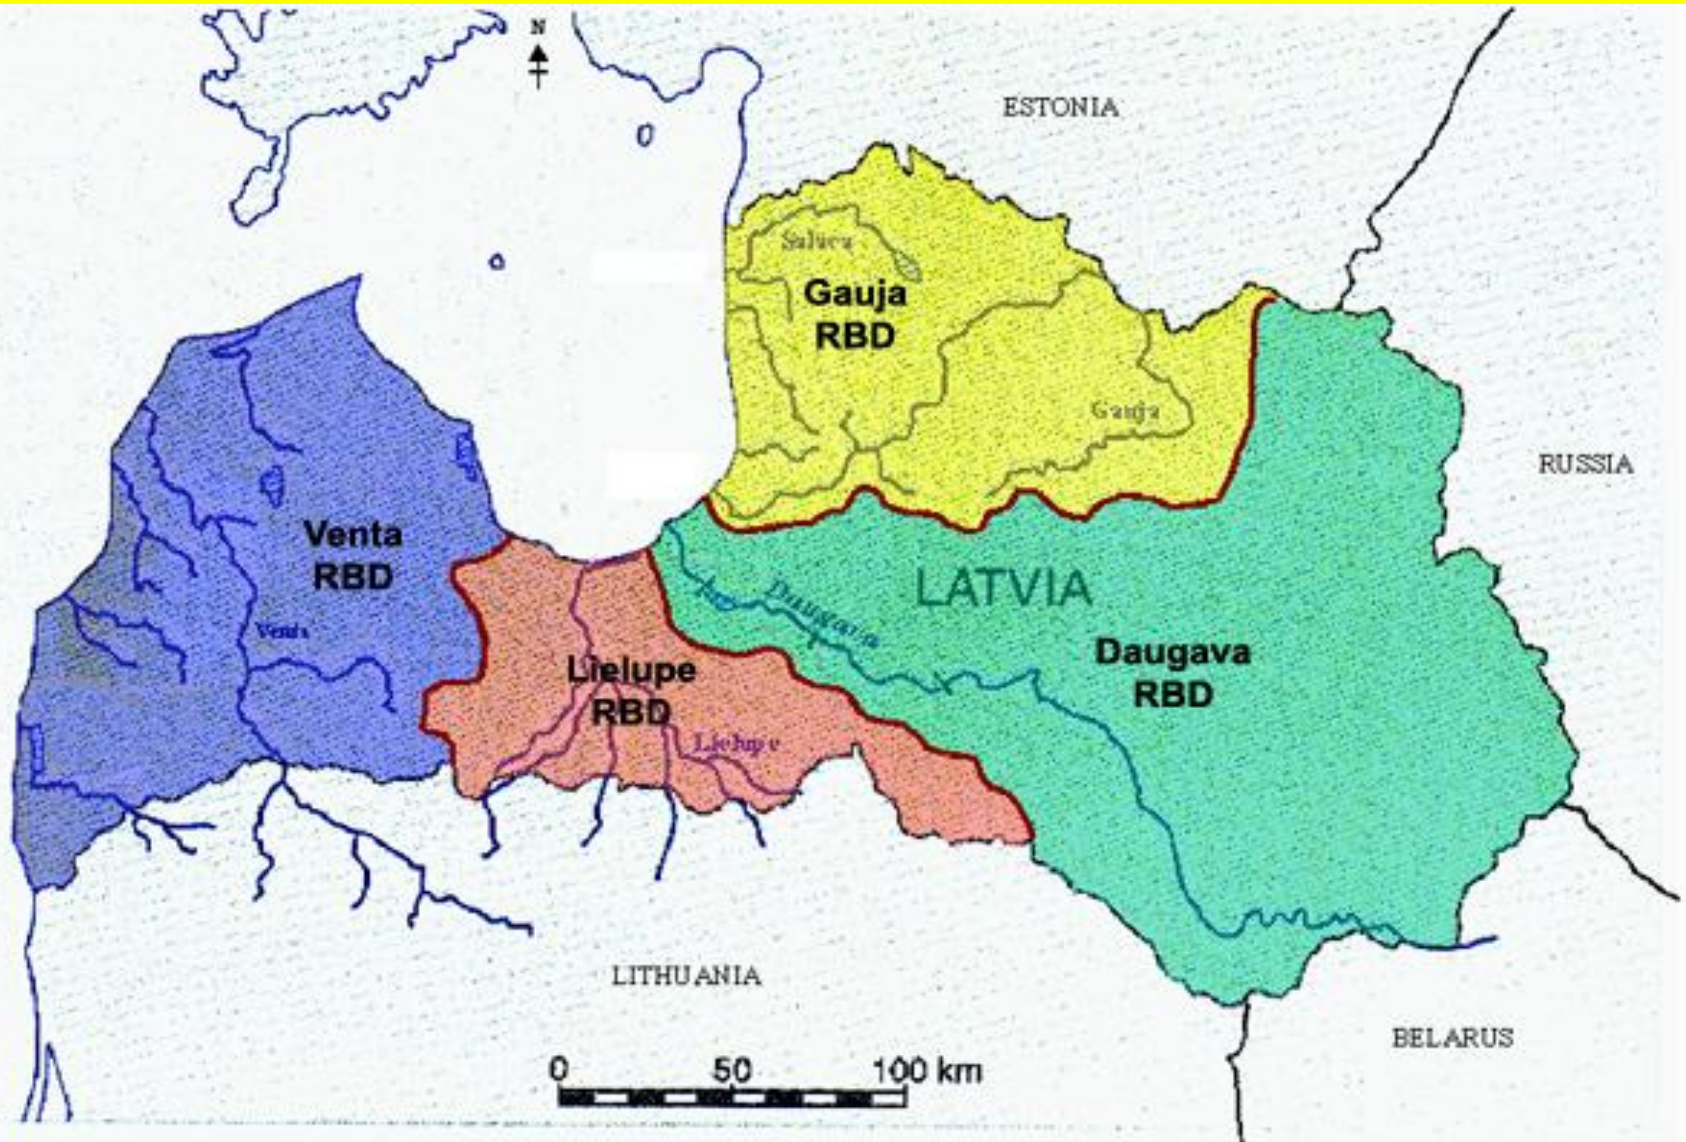 N
ESTONIA
Salaca
Gauja
RBD
Gauja
RUSSIA
Venta
RBD
LATVIA
Daugava
Venta
Daugava
RBD
Lielupe
RBD
Lielupe
LITHUANIA
BELARUS
0 50 100 km